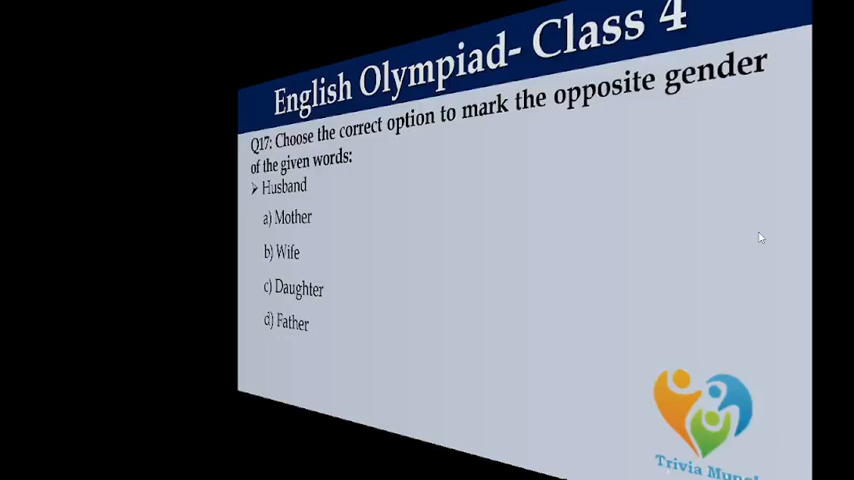 English Olympiad- Class 4
Q17: Choose the correct option to mark the opposite gender
of the given words:
➢ Husband
a) Mother
b) Wife
c) Daughter
d) Father
Trivia